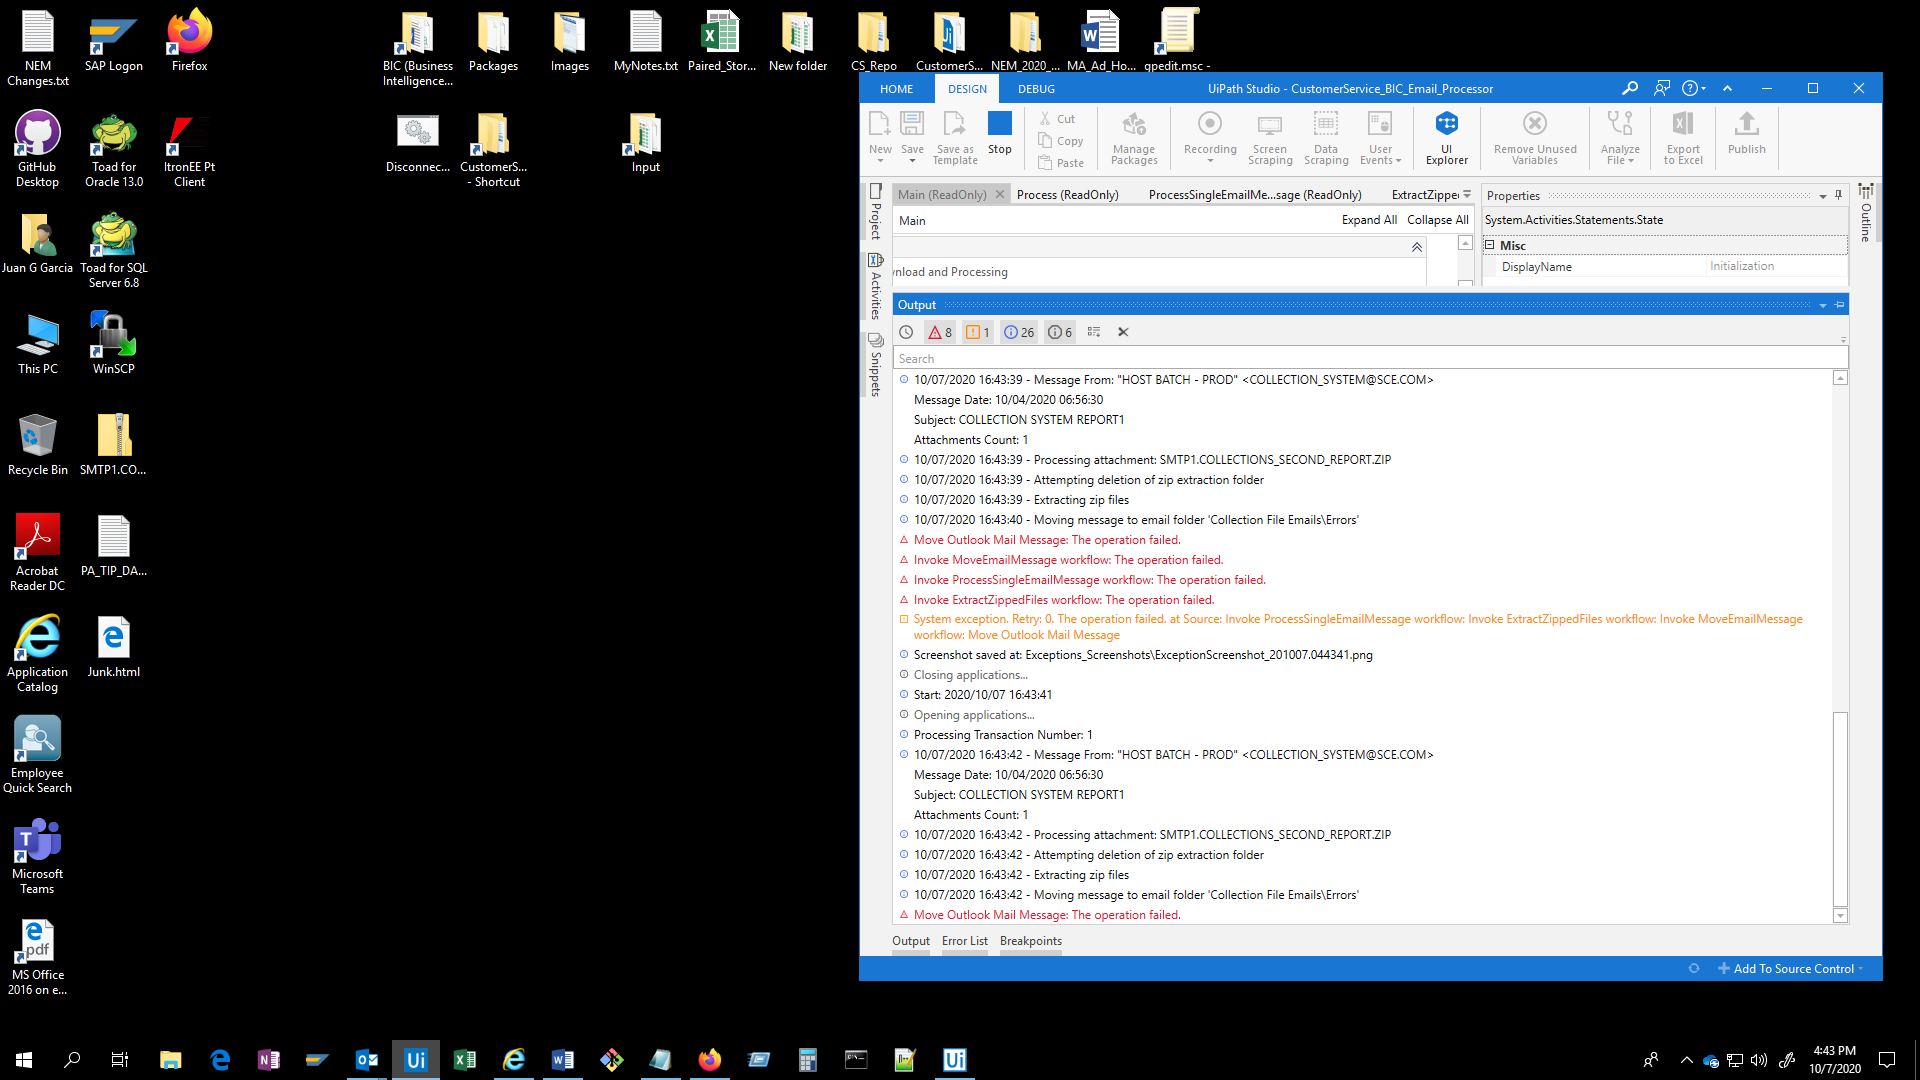 NEM Changes.txt
SAP Logon
Firefox
BIC (Business Intelligence...
Packages
Images
MyNotes.txt
Paired_Stor...
New folder
CS_Repo
CustomerS...
NEM_2020_...
MA_Ad_Ho...
gpedit.msc -
GitHub Desktop
Toad for Oracle 13.0
ItronEE Pt Client
Disconnec...
CustomerS... - Shortcut
Input
Juan G Garcia
Toad for SQL Server 6.8
This PC
WinSCP
Recycle Bin
SMTP1.CO...
Acrobat Reader DC
PA_TIP_DA...
Application Catalog
Junk.html
Employee Quick Search
Microsoft Teams
MS Office 2016 on e...
HOME DESIGN DEBUG UiPath Studio - CustomerService_BIC_Email_Processor
New
Save
Save as Template
Stop
Cut
Copy
Paste
Manage Packages
Recording
Screen Scraping
Data Scraping
User Events
UI Explorer
Remove Unused Variables
Analyze File
Export to Excel
Publish
Project
Activities
Snippets
Main (ReadOnly) Process (ReadOnly) ProcessSingleEmailMe...sage (ReadOnly) ExtractZippe
Main Expand All Collapse All
nload and Processing
Properties
System.Activities.Statements.State
Misc
DisplayName Initialization
Outline
Output
8 1 26 6
Search
10/07/2020 16:43:39 - Message From: "HOST BATCH - PROD" <COLLECTION_SYSTEM@SCE.COM>
Message Date: 10/04/2020 06:56:30
Subject: COLLECTION SYSTEM REPORT1
Attachments Count: 1
10/07/2020 16:43:39 - Processing attachment: SMTP1.COLLECTIONS_SECOND_REPORT.ZIP
10/07/2020 16:43:39 - Attempting deletion of zip extraction folder
10/07/2020 16:43:39 - Extracting zip files
10/07/2020 16:43:40 - Moving message to email folder 'Collection File Emails\Errors'
Move Outlook Mail Message: The operation failed.
Invoke MoveEmailMessage workflow: The operation failed.
Invoke ProcessSingleEmailMessage workflow: The operation failed.
Invoke ExtractZippedFiles workflow: The operation failed.
System exception. Retry: 0. The operation failed. at Source: Invoke ProcessSingleEmailMessage workflow: Invoke ExtractZippedFiles workflow: Invoke MoveEmailMessage
workflow: Move Outlook Mail Message
Screenshot saved at: Exceptions_Screenshots\ExceptionScreenshot_201007.044341.png
Closing applications...
Start: 2020/10/07 16:43:41
Opening applications...
Processing Transaction Number: 1
10/07/2020 16:43:42 - Message From: "HOST BATCH - PROD" <COLLECTION_SYSTEM@SCE.COM>
Message Date: 10/04/2020 06:56:30
Subject: COLLECTION SYSTEM REPORT1
Attachments Count: 1
10/07/2020 16:43:42 - Processing attachment: SMTP1.COLLECTIONS_SECOND_REPORT.ZIP
10/07/2020 16:43:42 - Attempting deletion of zip extraction folder
10/07/2020 16:43:42 - Extracting zip files
10/07/2020 16:43:42 - Moving message to email folder 'Collection File Emails\Errors'
Move Outlook Mail Message: The operation failed.
Output Error List Breakpoints
Add To Source Control
4:43 PM
10/7/2020